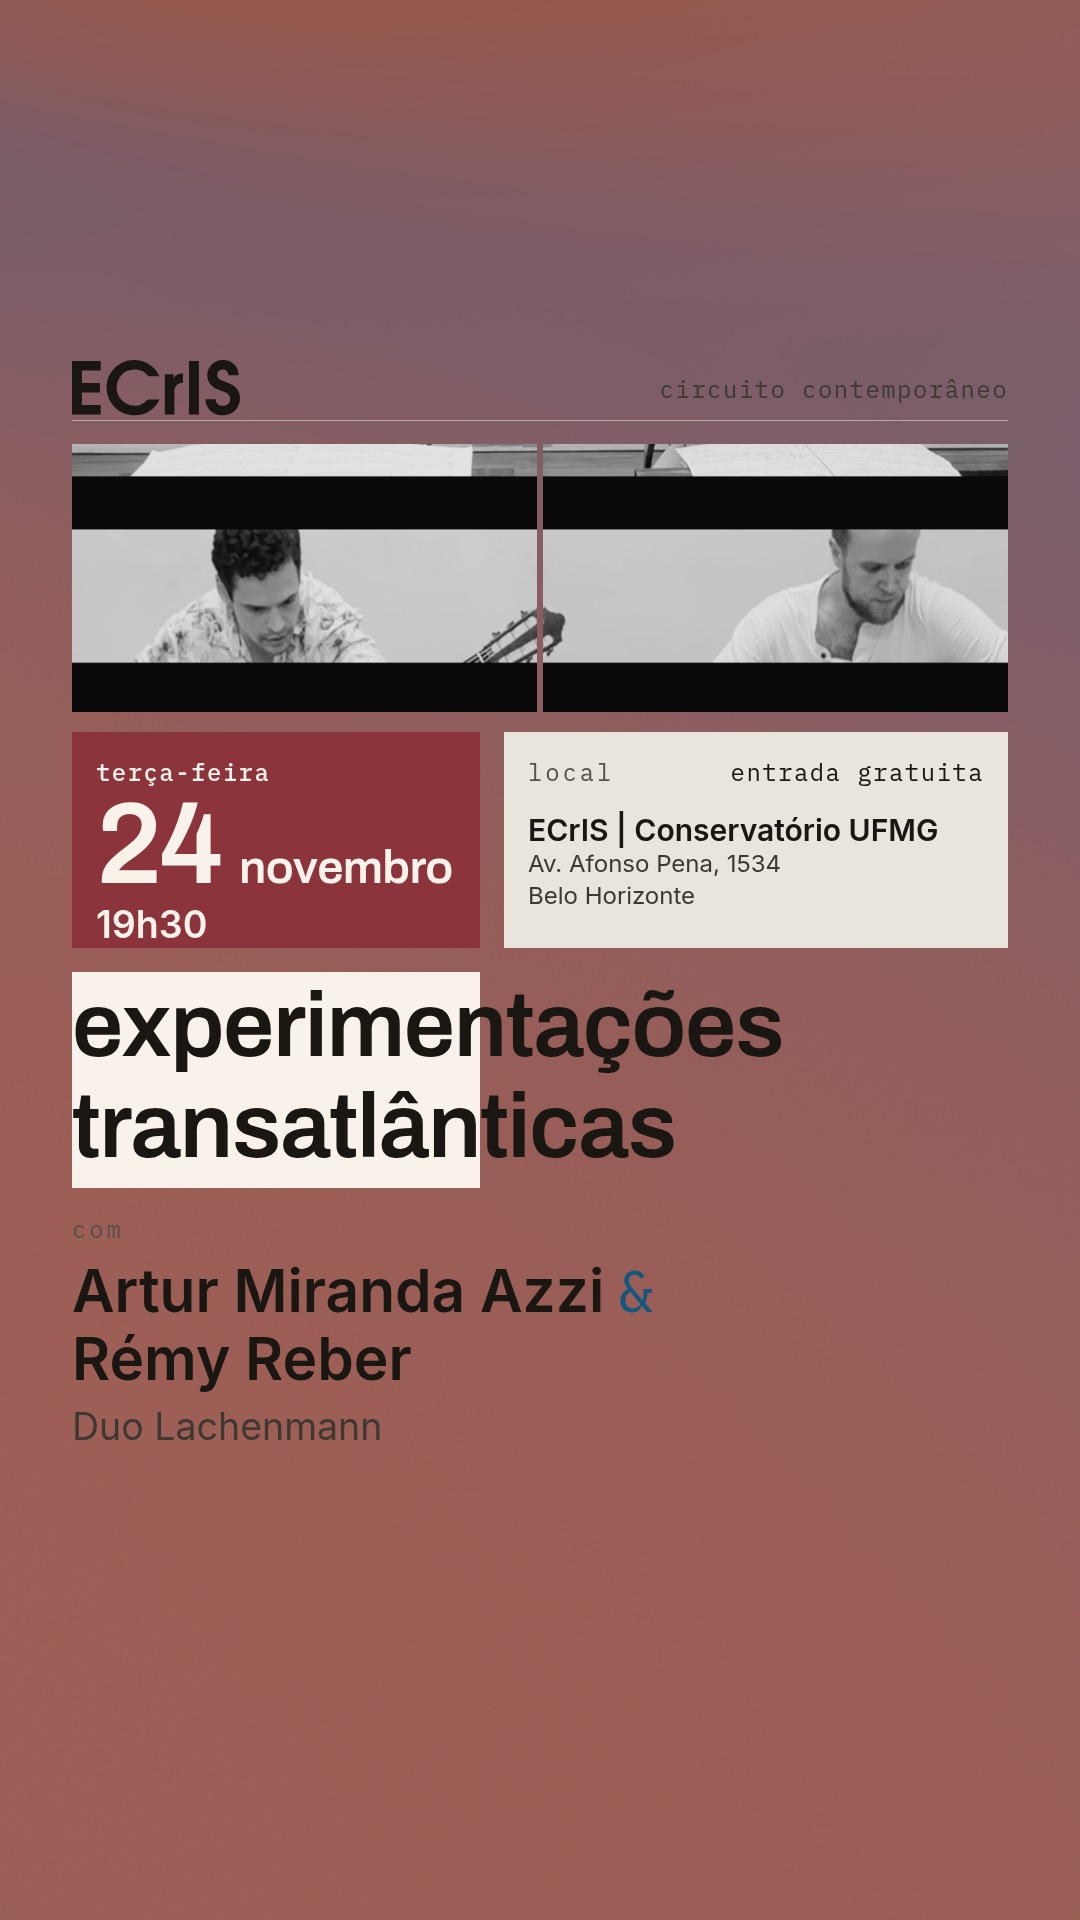 ECrIS
circuito contemporâneo
terça-feira
24 novembro
19h30
local
entrada gratuita
ECrIS | Conservatório UFMG
Av. Afonso Pena, 1534
Belo Horizonte
experimentações
transatlânticas
com
Artur Miranda Azzi &
Rémy Reber
Duo Lachenmann